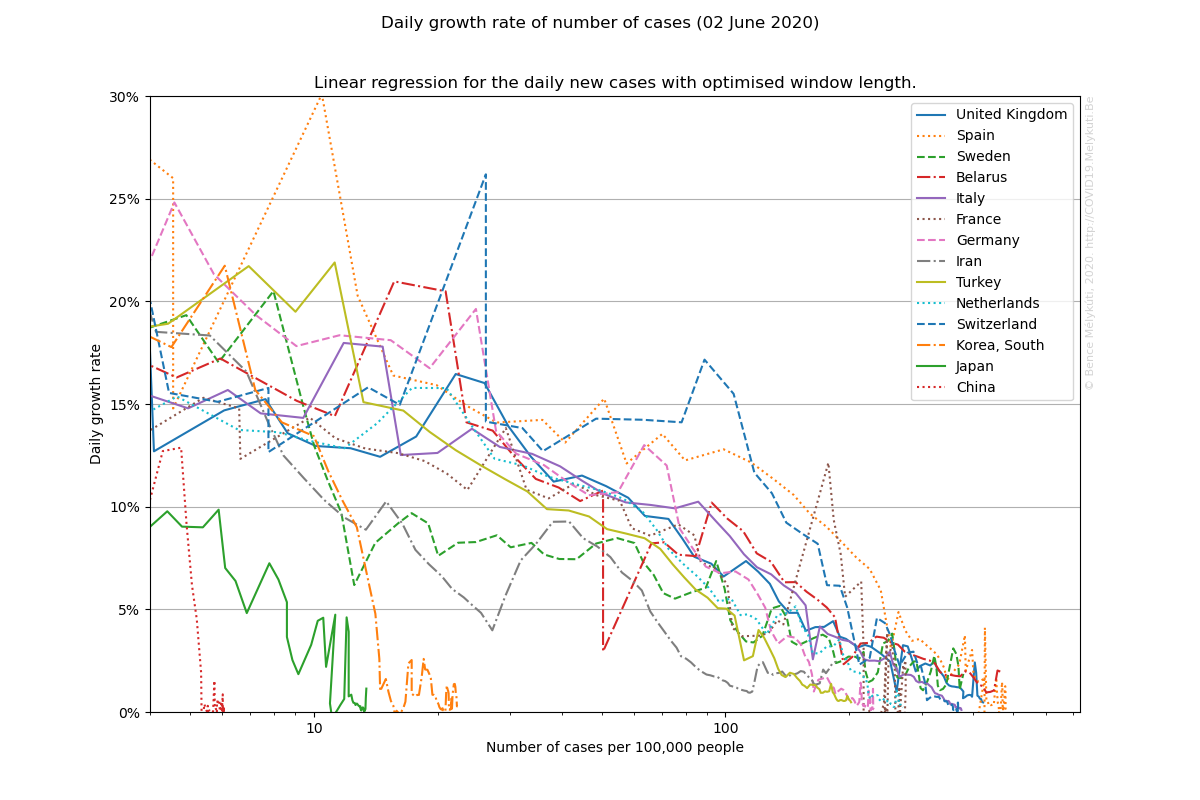 Daily growth rate of number of cases (02 June 2020)
Linear regression for the daily new cases with optimised window length.
30%
25%
20%
15%
10%
5%
0%
Daily growth rate
10
100
Number of cases per 100,000 people
United Kingdom
Spain
Sweden
Belarus
Italy
France
Germany
Iran
Turkey
Netherlands
Switzerland
Korea, South
Japan
China
© Bence Mélykúti, 2020. http://COVID19.Melykuti.Be